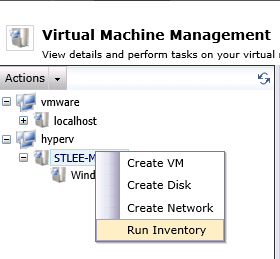 Virtual Machine Management
View details and perform tasks on your virtual
Actions
vmware
localhost
hyperv
STLEE-M
Wind
Create VM
Create Disk
Create Network
Run Inventory